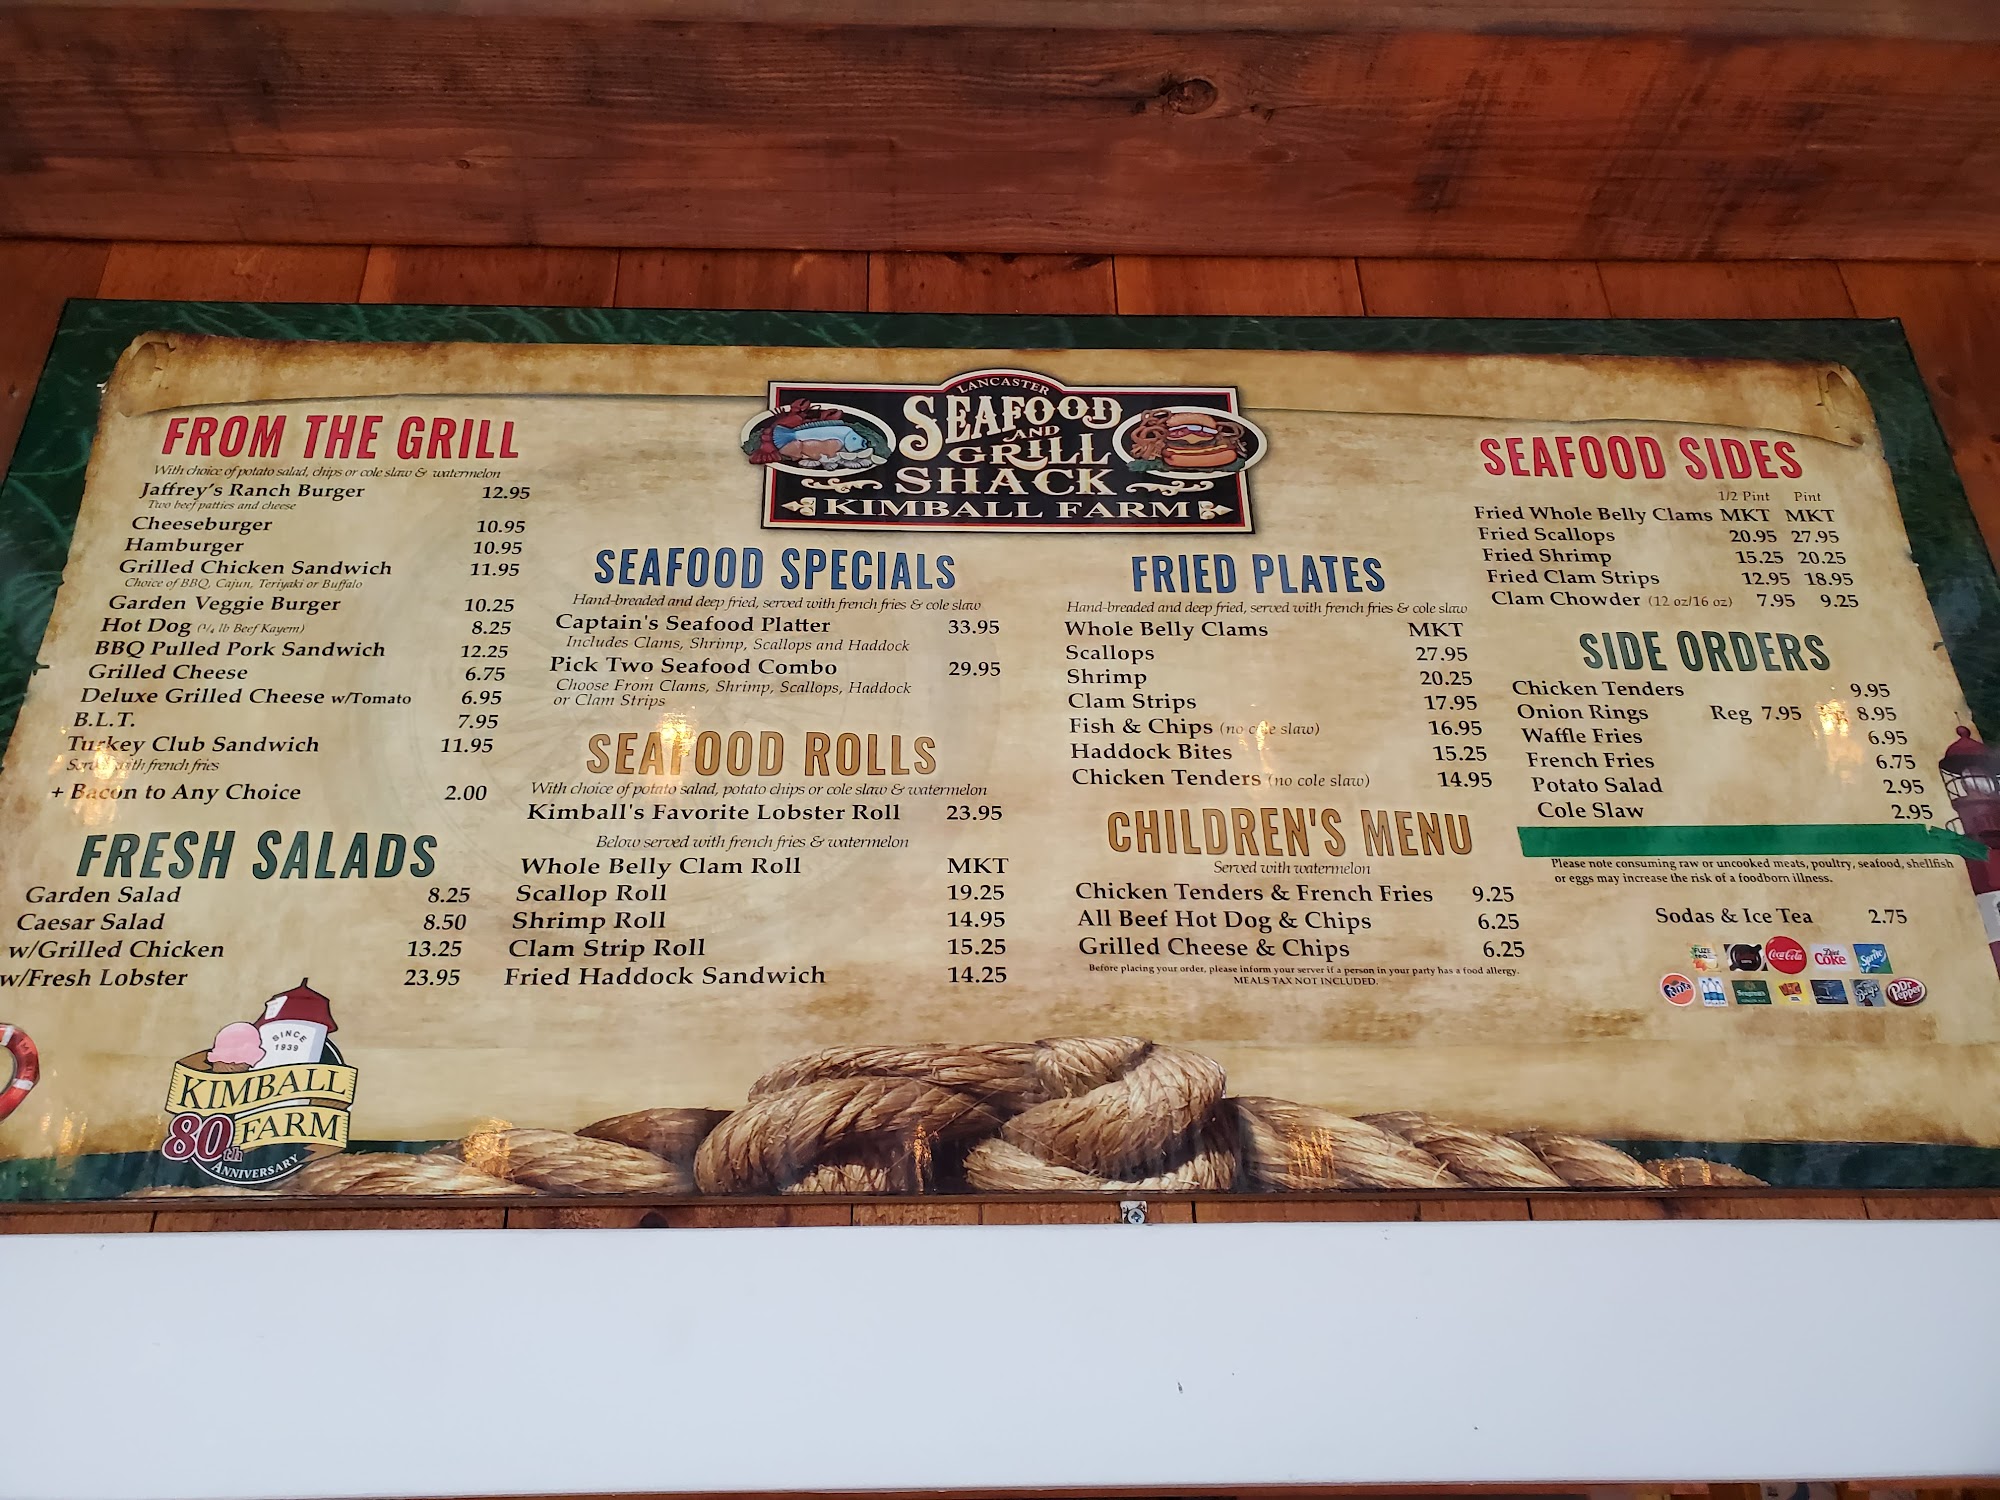 LANCASTER
SEAFOOD
AND
GRILL
SHACK
KIMBALL FARM
FROM THE GRILL
With choice of potato salad, chips or cole slaw & watermelon
Jaffrey's Ranch Burger 12.95
Two beef patties and cheese
Cheeseburger 10.95
Hamburger 10.95
Grilled Chicken Sandwich 11.95
Choice of BBQ, Cajun, Teriyaki or Buffalo
Garden Veggie Burger 10.25
Hot Dog (1/4 lb Beef Kayem) 8.25
BBQ Pulled Pork Sandwich 12.25
Grilled Cheese 6.75
Deluxe Grilled Cheese w/Tomato 6.95
B.L.T. 7.95
Turkey Club Sandwich 11.95
Served with french fries
+ Bacon to Any Choice 2.00
FRESH SALADS
Garden Salad 8.25
Caesar Salad 8.50
w/Grilled Chicken 13.25
w/Fresh Lobster 23.95
SINCE
1939
KIMBALL
FARM
80th
ANNIVERSARY
SEAFOOD SPECIALS
Hand-breaded and deep fried, served with french fries & cole slaw
Captain's Seafood Platter 33.95
Includes Clams, Shrimp, Scallops and Haddock
Pick Two Seafood Combo 29.95
Choose From Clams, Shrimp, Scallops, Haddock
or Clam Strips
SEAFOOD ROLLS
With choice of potato salad, potato chips or cole slaw & watermelon
Kimball's Favorite Lobster Roll 23.95
Below served with french fries & watermelon
Whole Belly Clam Roll MKT
Scallop Roll 19.25
Shrimp Roll 14.95
Clam Strip Roll 15.25
Fried Haddock Sandwich 14.25
FRIED PLATES
Hand-breaded and deep fried, served with french fries & cole slaw
Whole Belly Clams MKT
Scallops 27.95
Shrimp 20.25
Clam Strips 17.95
Fish & Chips (no cole slaw) 16.95
Haddock Bites 15.25
Chicken Tenders (no cole slaw) 14.95
CHILDREN'S MENU
Served with watermelon
Chicken Tenders & French Fries 9.25
All Beef Hot Dog & Chips 6.25
Grilled Cheese & Chips 6.25
Before placing your order, please inform your server if a person in your party has a food allergy.
MEALS TAX NOT INCLUDED.
SEAFOOD SIDES
1/2 Pint Pint
Fried Whole Belly Clams MKT MKT
Fried Scallops 20.95 27.95
Fried Shrimp 15.25 20.25
Fried Clam Strips 12.95 18.95
Clam Chowder (12 oz/16 oz) 7.95 9.25
SIDE ORDERS
Chicken Tenders 9.95
Onion Rings Reg 7.95 8.95
Waffle Fries 6.95
French Fries 6.75
Potato Salad 2.95
Cole Slaw 2.95
Please note consuming raw or uncooked meats, poultry, seafood, shellfish
or eggs may increase the risk of a foodborn illness.
Sodas & Ice Tea 2.75
FUZE Coca-Cola Diet Coke Sprite
Fanta Seagram's Dr Pepper